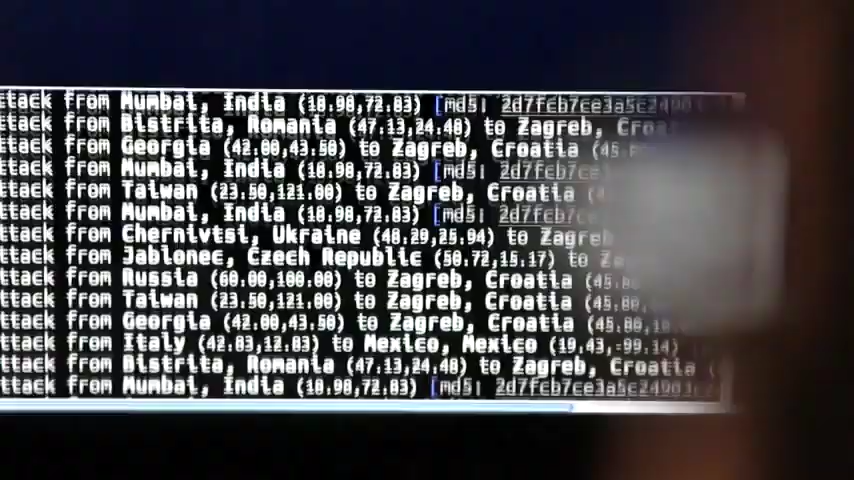 ttack from Mumbai, India (18.98,72.83) [md5: 2d7fcb7ce3a5c24901
ttack from Bistrita, Romania (47.13,24.48) to Zagreb, Cro
ttack from Georgia (42.00,43.50) to Zagreb, Croatia (45.8
ttack from Mumbai, India (18.98,72.83) [md5: 2d7fcb7ce
ttack from Taiwan (23.50,121.00) to Zagreb, Croatia (4
ttack from Mumbai, India (18.98,72.83) [md5: 2d7fcb7ce
ttack from Chernivtsi, Ukraine (48.29,25.94) to Zagreb
ttack from Jablonec, Czech Republic (50.72,15.17) to Za
ttack from Russia (60.00,100.00) to Zagreb, Croatia (45.80
ttack from Taiwan (23.50,121.00) to Zagreb, Croatia (45.80,
ttack from Georgia (42.00,43.50) to Zagreb, Croatia (45.80,
ttack from Italy (42.83,12.83) to Mexico, Mexico (19.43,-99.14)
ttack from Bistrita, Romania (47.13,24.48) to Zagreb, Croatia (
ttack from Mumbai, India (18.98,72.83) [md5: 2d7fcb7ce3a5c24901